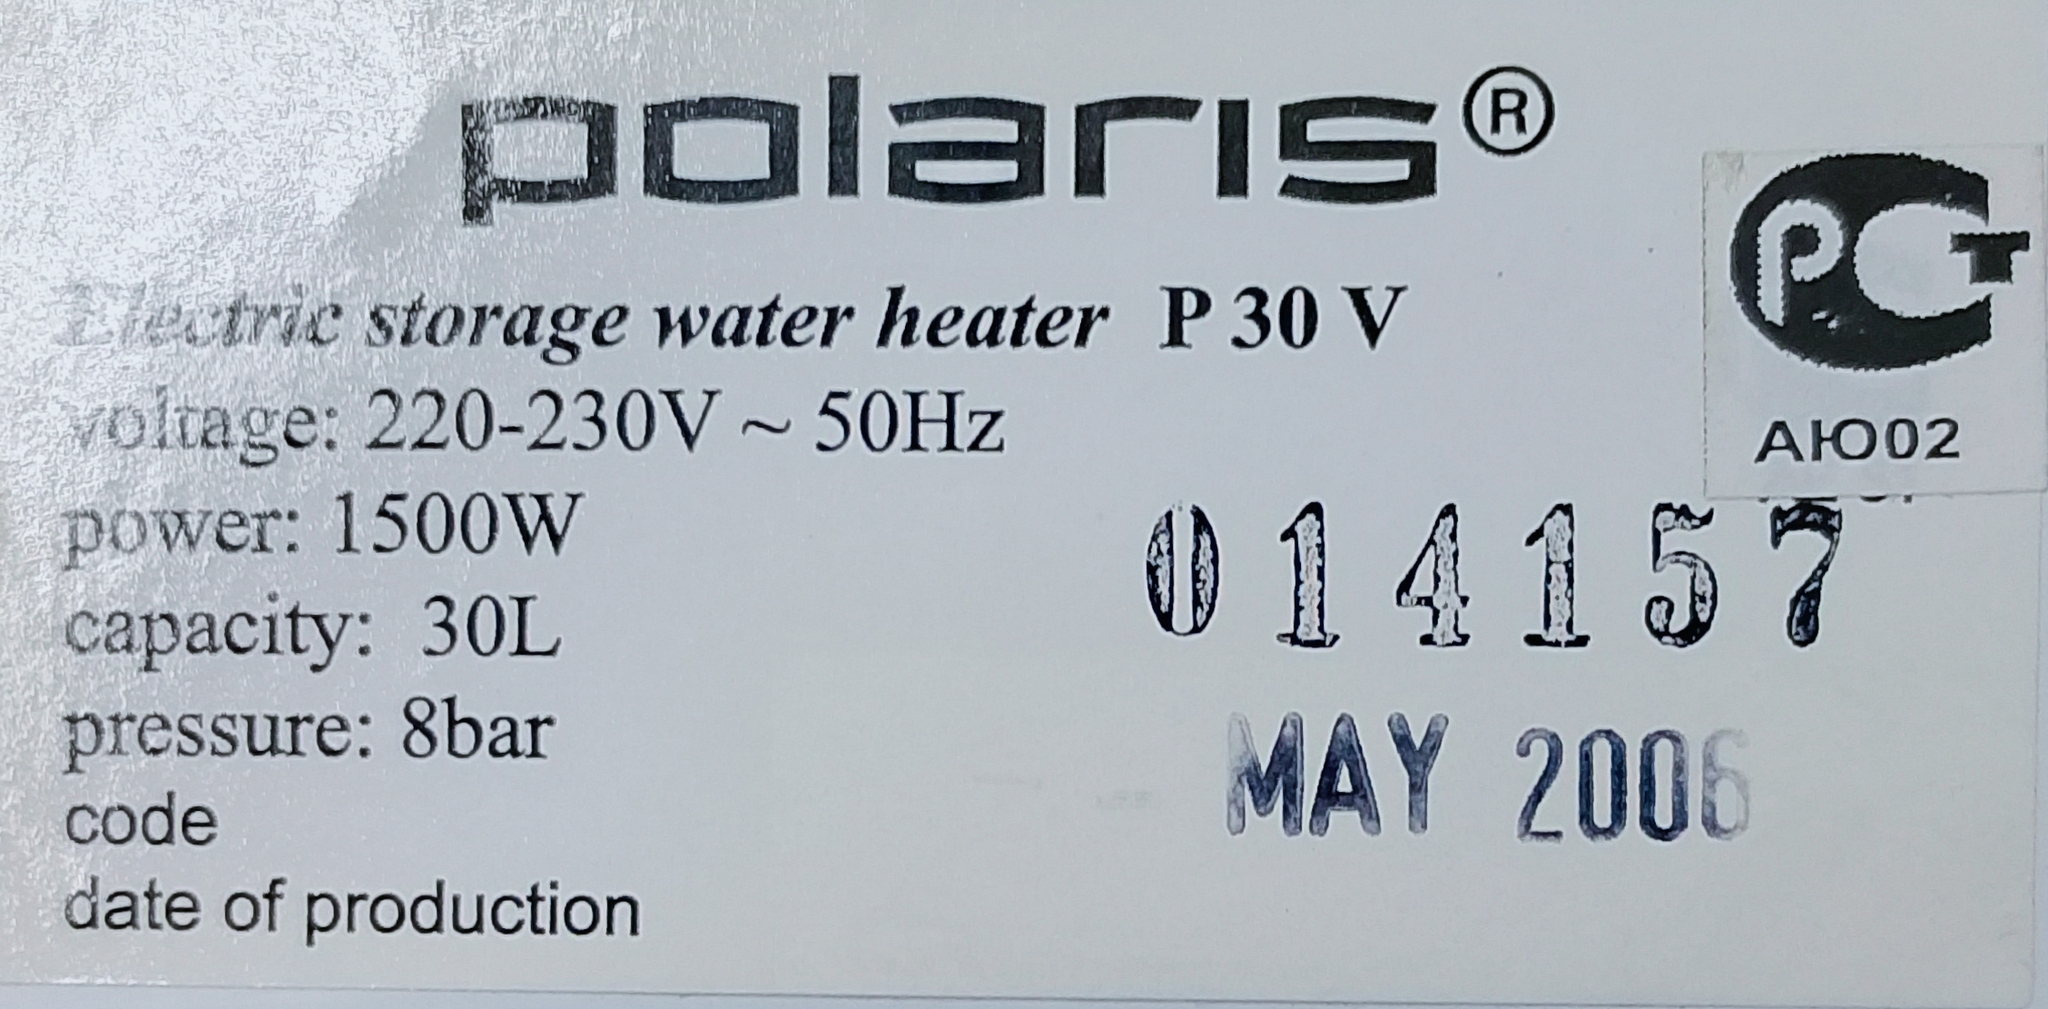 polaris®
Electric storage water heater P 30 V
voltage: 220-230V ~ 50Hz
power: 1500W
capacity: 30L
pressure: 8bar
code
date of production
РСТ
АЮ02
014157
MAY 2006